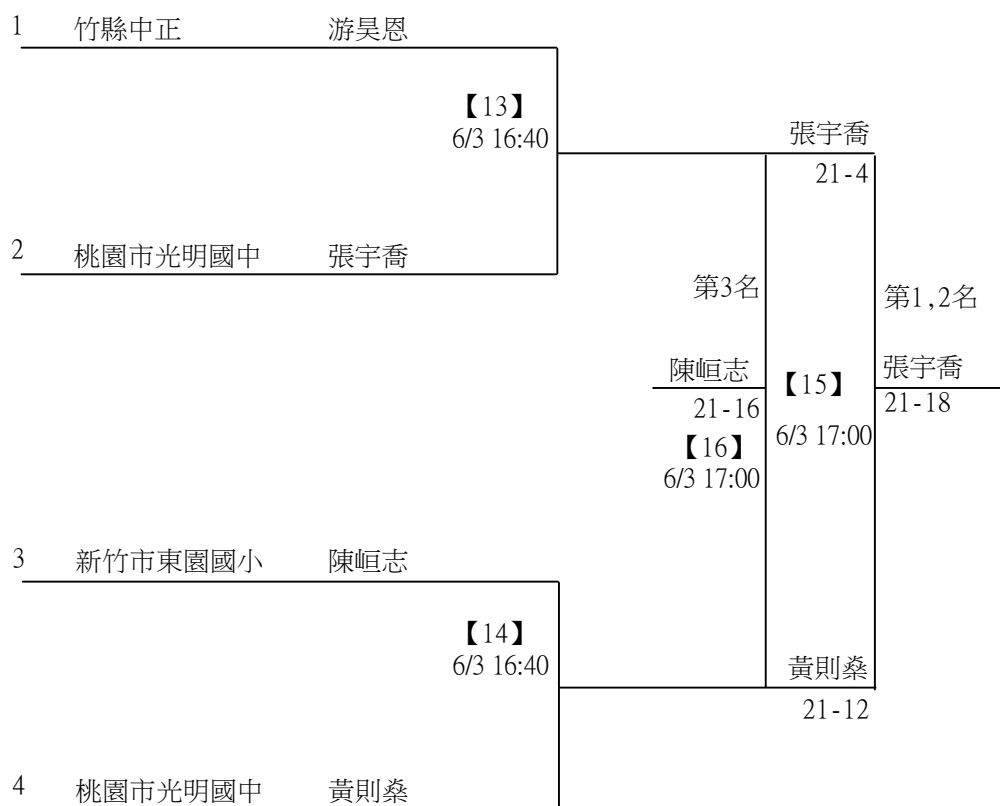 1 竹縣中正 游昊恩
【13】
6/3 16:40
張宇喬
21-4
2 桃園市光明國中 張宇喬
第3名
第1,2名
陳峘志
21-16
【16】
6/3 17:00
【15】
6/3 17:00
張宇喬
21-18
3 新竹市東園國小 陳峘志
【14】
6/3 16:40
黃則燊
21-12
4 桃園市光明國中 黃則燊